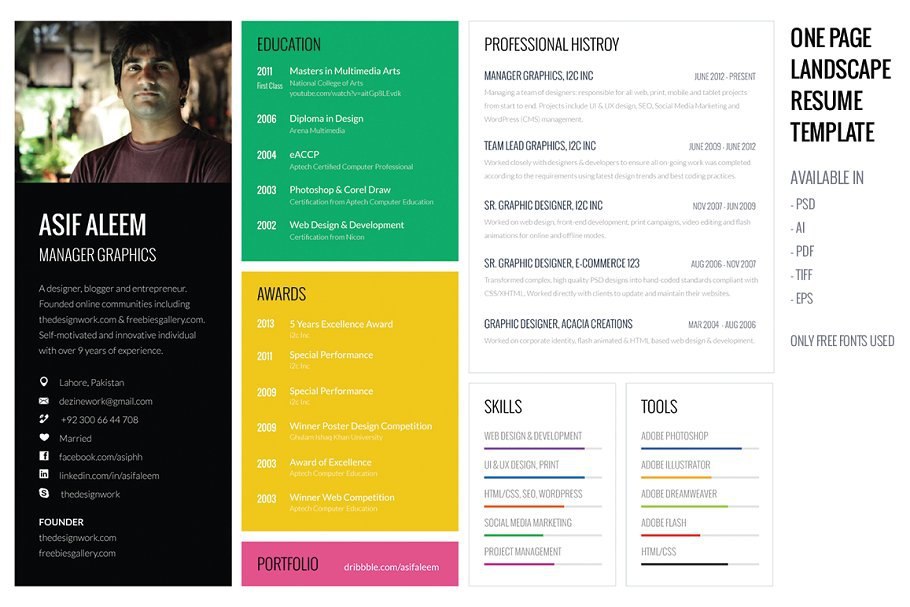 ASIF ALEEM
MANAGER GRAPHICS
A designer, blogger and entrepreneur.
Founded online communities including
thedesignwork.com & freebiesgallery.com.
Self-motivated and innovative individual
with over 9 years of experience.
Lahore, Pakistan
dezinework@gmail.com
+92 300 66 44 708
Married
facebook.com/asiphh
linkedin.com/in/asifaleem
thedesignwork
FOUNDER
thedesignwork.com
freebiesgallery.com
EDUCATION
2011 Masters in Multimedia Arts
First Class National College of Arts
youtube.com/watch?v=aitGp8LEvdk
2006 Diploma in Design
Arena Multimedia
2004 eACCP
Aptech Certified Computer Professional
2003 Photoshop & Corel Draw
Certification from Aptech Computer Education
2002 Web Design & Development
Certification from Nicon
AWARDS
2013 5 Years Excellence Award
i2c Inc
2011 Special Performance
i2c Inc
2009 Special Performance
i2c Inc
2009 Winner Poster Design Competition
Ghulam Ishaq Khan University
2003 Award of Excellence
Aptech Computer Education
2003 Winner Web Competition
Aptech Computer Education
PORTFOLIO dribbble.com/asifaleem
PROFESSIONAL HISTROY
MANAGER GRAPHICS, I2C INC JUNE 2012 - PRESENT
Managing a team of designers: responsible for all web, print, mobile and tablet projects
from start to end. Projects include UI & UX design, SEO, Social Media Marketing and
WordPress (CMS) management.
TEAM LEAD GRAPHICS, I2C INC JUNE 2009 - JUNE 2012
Worked closely with designers & developers to ensure all on-going work was completed
according to the requirements using latest design trends and best coding practices.
SR. GRAPHIC DESIGNER, I2C INC NOV 2007 - JUN 2009
Worked on web design, front-end development, print campaigns, video editing and flash
animations for online and offline modes.
SR. GRAPHIC DESIGNER, E-COMMERCE 123 AUG 2006 - NOV 2007
Transformed complex, high quality PSD designs into hand-coded standards compliant with
CSS/XHTML. Worked directly with clients to update and maintain their websites.
GRAPHIC DESIGNER, ACACIA CREATIONS MAR 2004 - AUG 2006
Worked on corporate identity, flash animated & HTML based web design & development.
SKILLS
WEB DESIGN & DEVELOPMENT
UI & UX DESIGN, PRINT
HTML/CSS, SEO, WORDPRESS
SOCIAL MEDIA MARKETING
PROJECT MANAGEMENT
TOOLS
ADOBE PHOTOSHOP
ADOBE ILLUSTRATOR
ADOBE DREAMWEAVER
ADOBE FLASH
HTML/CSS
ONE PAGE
LANDSCAPE
RESUME
TEMPLATE
AVAILABLE IN
- PSD
- AI
- PDF
- TIFF
- EPS
ONLY FREE FONTS USED